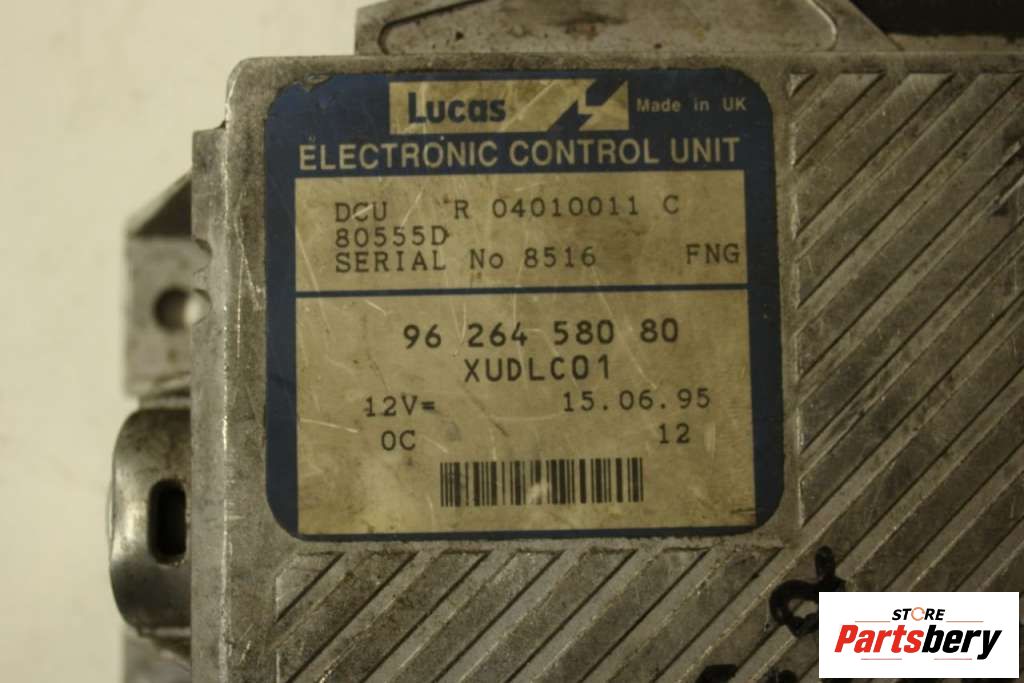 Lucas Made in UK
ELECTRONIC CONTROL UNIT
DCU R 04010011 C
80555D
SERIAL No 8516 FNG
96 264 580 80
XUDLC01
12V= 15.06.95
0C 12
STORE
Partsbery